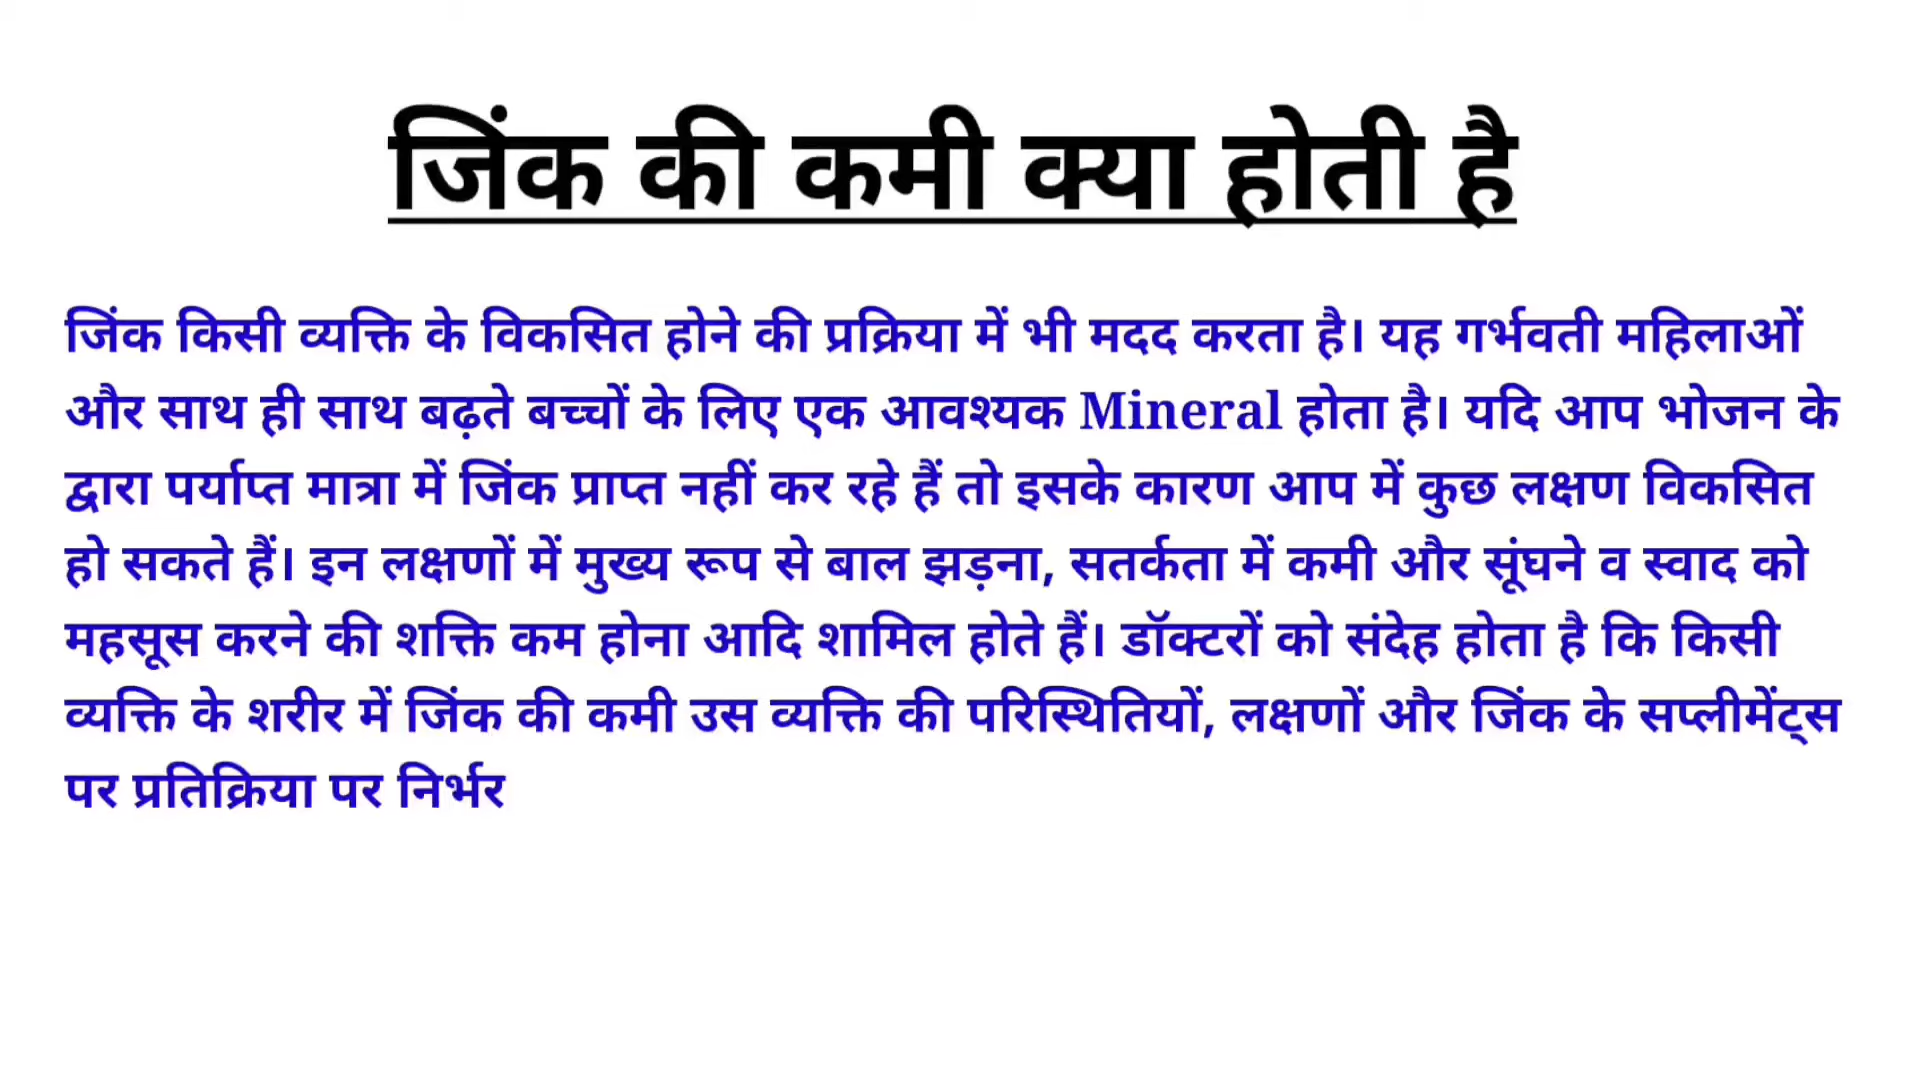 जिंक की कमी क्या होती है
जिंक किसी व्यक्ति के विकसित होने की प्रक्रिया में भी मदद करता है। यह गर्भवती महिलाओं
और साथ ही साथ बढ़ते बच्चों के लिए एक आवश्यक Mineral होता है। यदि आप भोजन के
द्वारा पर्याप्त मात्रा में जिंक प्राप्त नहीं कर रहे हैं तो इसके कारण आप में कुछ लक्षण विकसित
हो सकते हैं। इन लक्षणों में मुख्य रूप से बाल झड़ना, सतर्कता में कमी और सूंघने व स्वाद को
महसूस करने की शक्ति कम होना आदि शामिल होते हैं। डॉक्टरों को संदेह होता है कि किसी
व्यक्ति के शरीर में जिंक की कमी उस व्यक्ति की परिस्थितियों, लक्षणों और जिंक के सप्लीमेंट्स
पर प्रतिक्रिया पर निर्भर